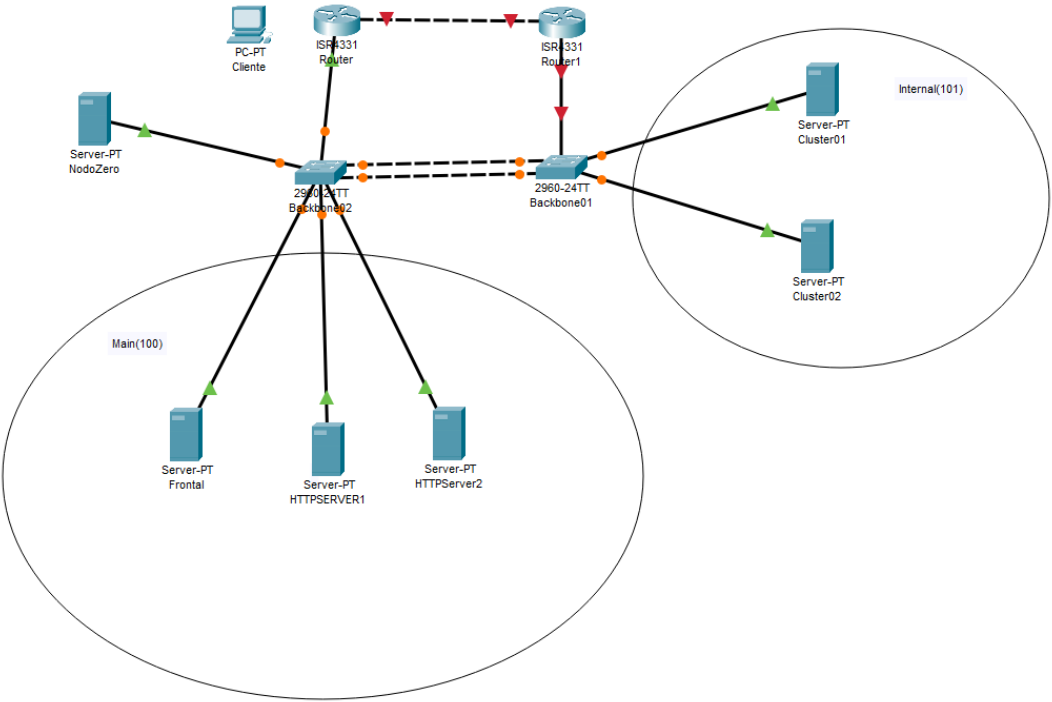 PC-PT
Cliente
ISR4331
Router
ISR4331
Router1
Server-PT
NodoZero
2960-24TT
Backbone02
2960-24TT
Backbone01
Internal(101)
Server-PT
Cluster01
Server-PT
Cluster02
Main(100)
Server-PT
Frontal
Server-PT
HTTPSERVER1
Server-PT
HTTPServer2